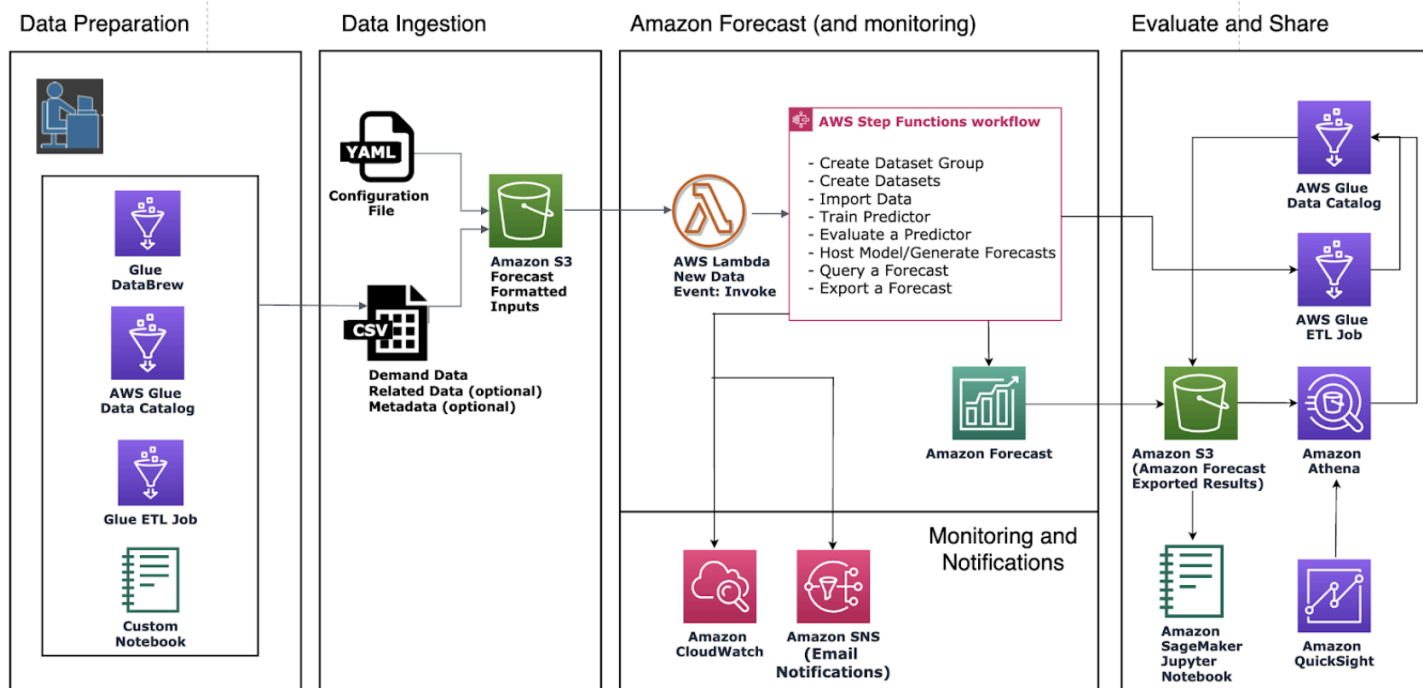 Data Preparation
Data Ingestion
Amazon Forecast (and monitoring)
Evaluate and Share
Glue
DataBrew
AWS Glue
Data Catalog
Glue ETL Job
Custom
Notebook
YAML
Configuration
File
CSV
Demand Data
Related Data (optional)
Metadata (optional)
Amazon S3
Forecast
Formatted
Inputs
AWS Lambda
New Data
Event: Invoke
AWS Step Functions workflow
- Create Dataset Group
- Create Datasets
- Import Data
- Train Predictor
- Evaluate a Predictor
- Host Model/Generate Forecasts
- Query a Forecast
- Export a Forecast
Amazon Forecast
Monitoring and
Notifications
Amazon
CloudWatch
Amazon SNS
(Email
Notifications)
AWS Glue
Data Catalog
AWS Glue
ETL Job
Amazon S3
(Amazon Forecast
Exported Results)
Amazon
Athena
Amazon
SageMaker
Jupyter
Notebook
Amazon
QuickSight